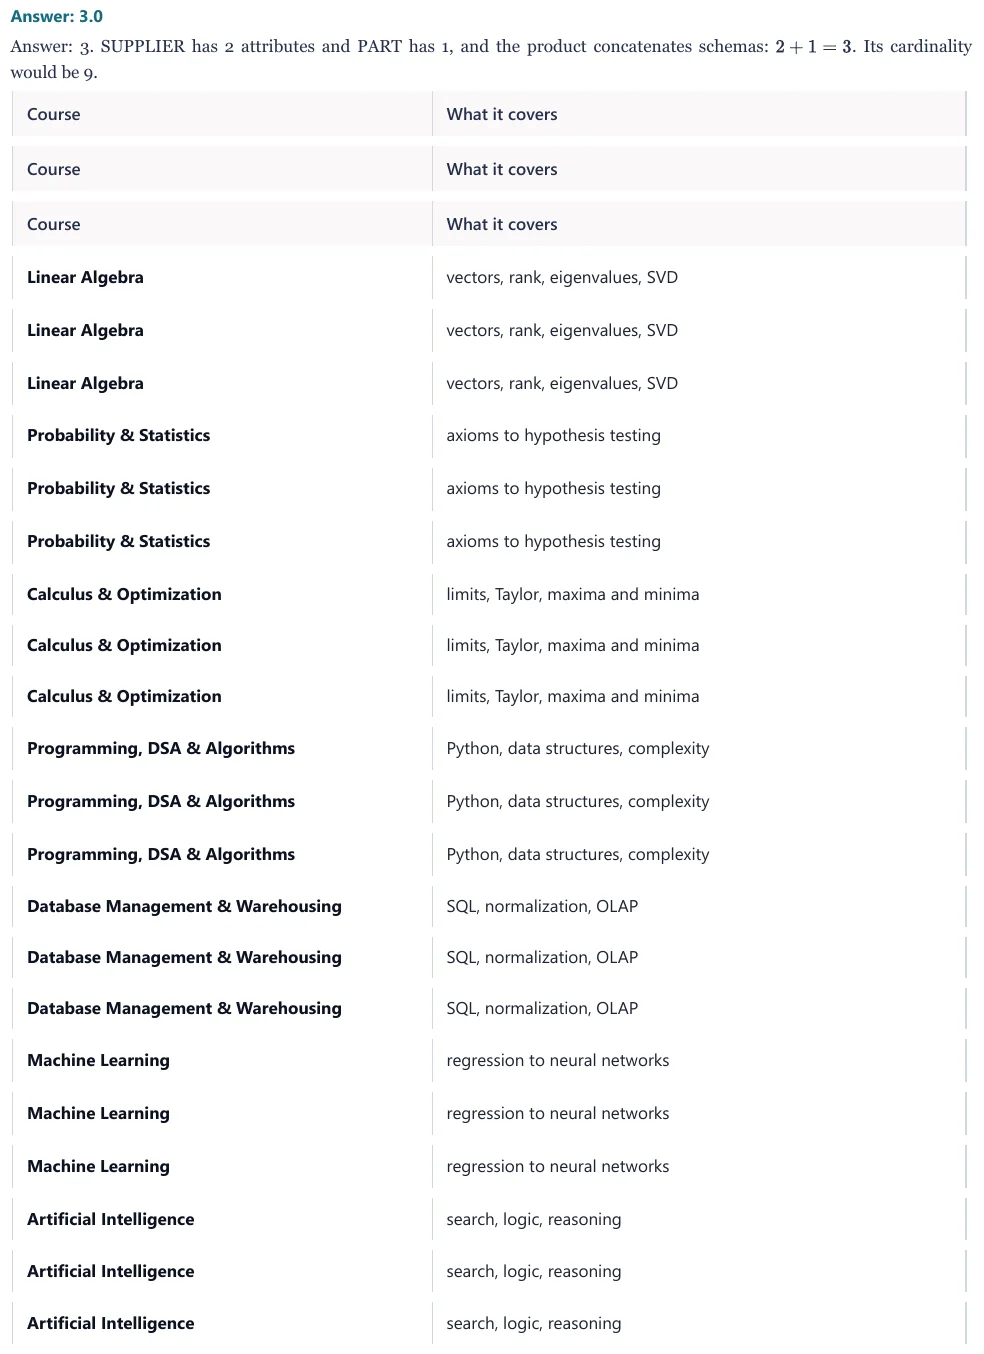 Answer: 3.0
Answer: 3. SUPPLIER has 2 attributes and PART has 1, and the product concatenates schemas: 2 + 1 = 3. Its cardinality
would be 9.
Course What it covers
Course What it covers
Course What it covers
Linear Algebra vectors, rank, eigenvalues, SVD
Linear Algebra vectors, rank, eigenvalues, SVD
Linear Algebra vectors, rank, eigenvalues, SVD
Probability & Statistics axioms to hypothesis testing
Probability & Statistics axioms to hypothesis testing
Probability & Statistics axioms to hypothesis testing
Calculus & Optimization limits, Taylor, maxima and minima
Calculus & Optimization limits, Taylor, maxima and minima
Calculus & Optimization limits, Taylor, maxima and minima
Programming, DSA & Algorithms Python, data structures, complexity
Programming, DSA & Algorithms Python, data structures, complexity
Programming, DSA & Algorithms Python, data structures, complexity
Database Management & Warehousing SQL, normalization, OLAP
Database Management & Warehousing SQL, normalization, OLAP
Database Management & Warehousing SQL, normalization, OLAP
Machine Learning regression to neural networks
Machine Learning regression to neural networks
Machine Learning regression to neural networks
Artificial Intelligence search, logic, reasoning
Artificial Intelligence search, logic, reasoning
Artificial Intelligence search, logic, reasoning